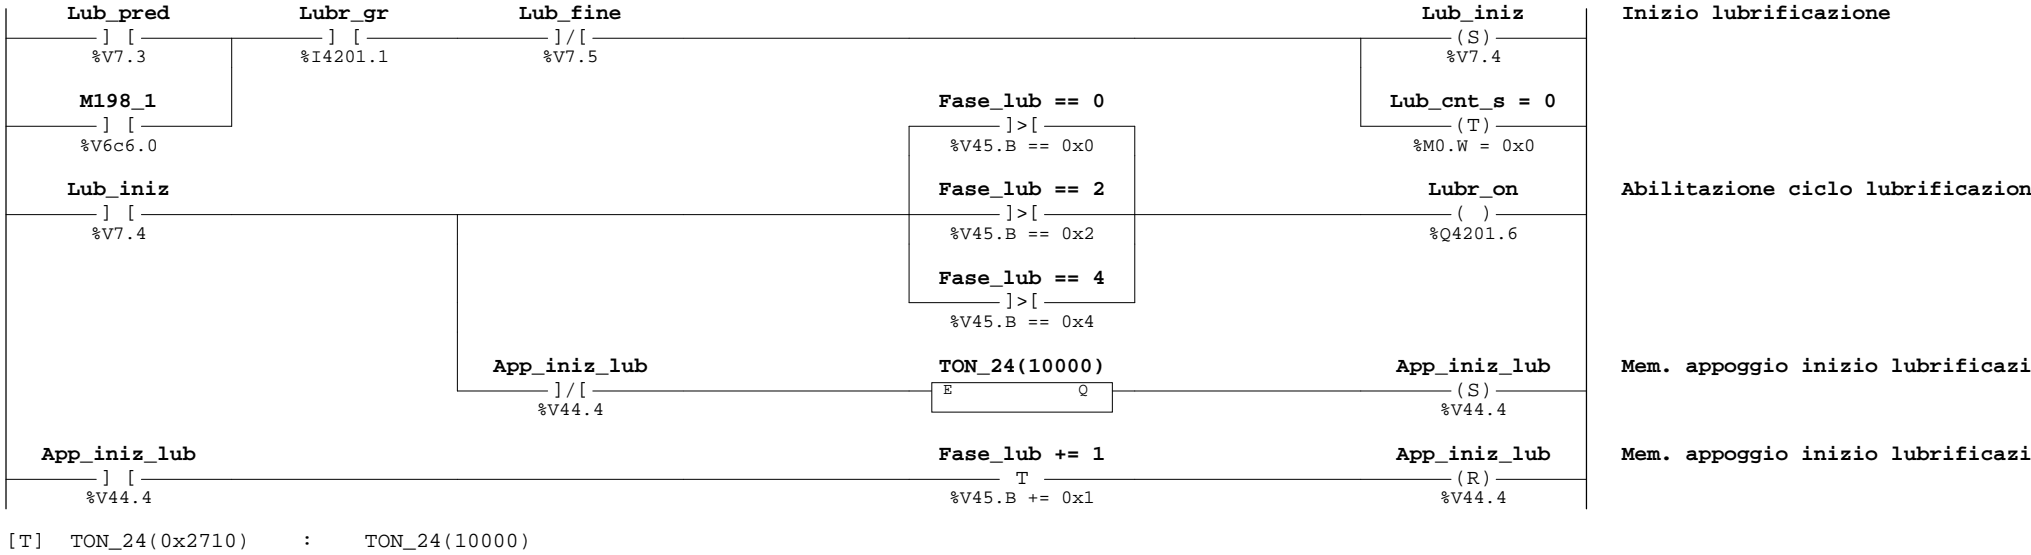 Lub_pred Lubr_gr Lub_fine Lub_iniz Inizio lubrificazione
] [ ] [ ]/[ (S)
%V7.3 %I4201.1 %V7.5 %V7.4
M198_1 Fase_lub == 0 Lub_cnt_s = 0
] [ ]>[ (T)
%V6c6.0 %V45.B == 0x0 %M0.W = 0x0
Lub_iniz Fase_lub == 2 Lubr_on Abilitazione ciclo lubrificazion
] [ ]>[ ( )
%V7.4 %V45.B == 0x2 %Q4201.6
Fase_lub == 4
]>[
%V45.B == 0x4
App_iniz_lub TON_24(10000) App_iniz_lub Mem. appoggio inizio lubrificazi
]/[ E Q (S)
%V44.4 %V44.4
App_iniz_lub Fase_lub += 1 App_iniz_lub Mem. appoggio inizio lubrificazi
] [ T (R)
%V44.4 %V45.B += 0x1 %V44.4
[T] TON_24(0x2710) : TON_24(10000)